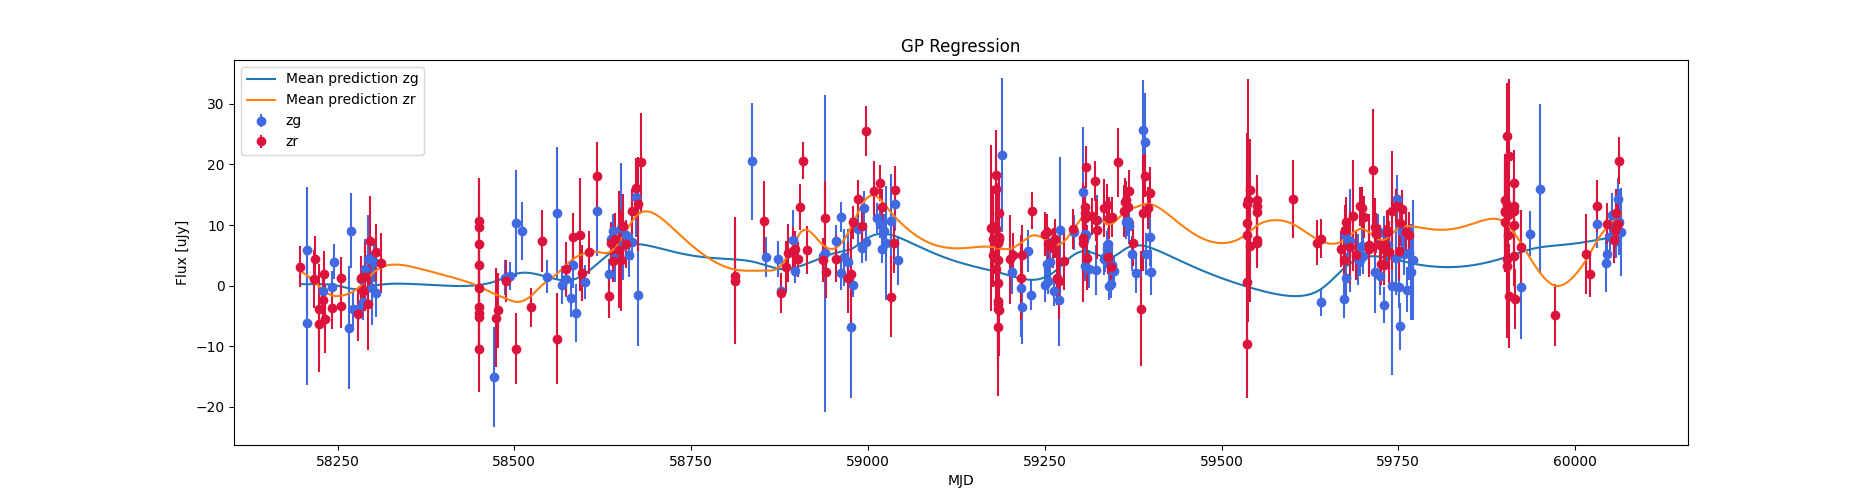 GP Regression
Mean prediction zg
Mean prediction zr
zg
zr
Flux [uJy]
30
20
10
0
−10
−20
58250 58500 58750 59000 59250 59500 59750 60000
MJD